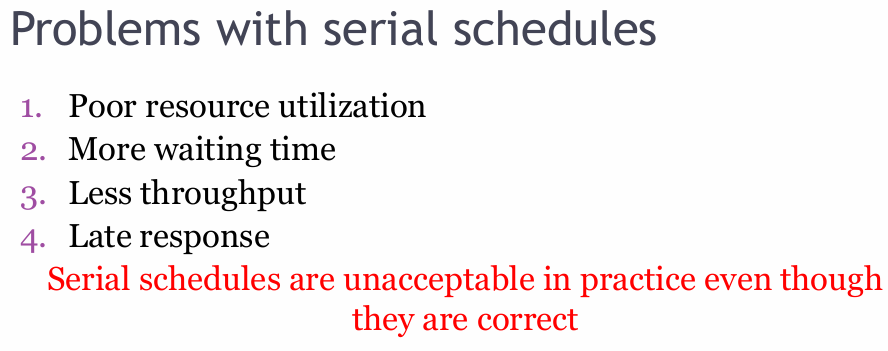 Problems with serial schedules
1. Poor resource utilization
2. More waiting time
3. Less throughput
4. Late response
Serial schedules are unacceptable in practice even though
they are correct